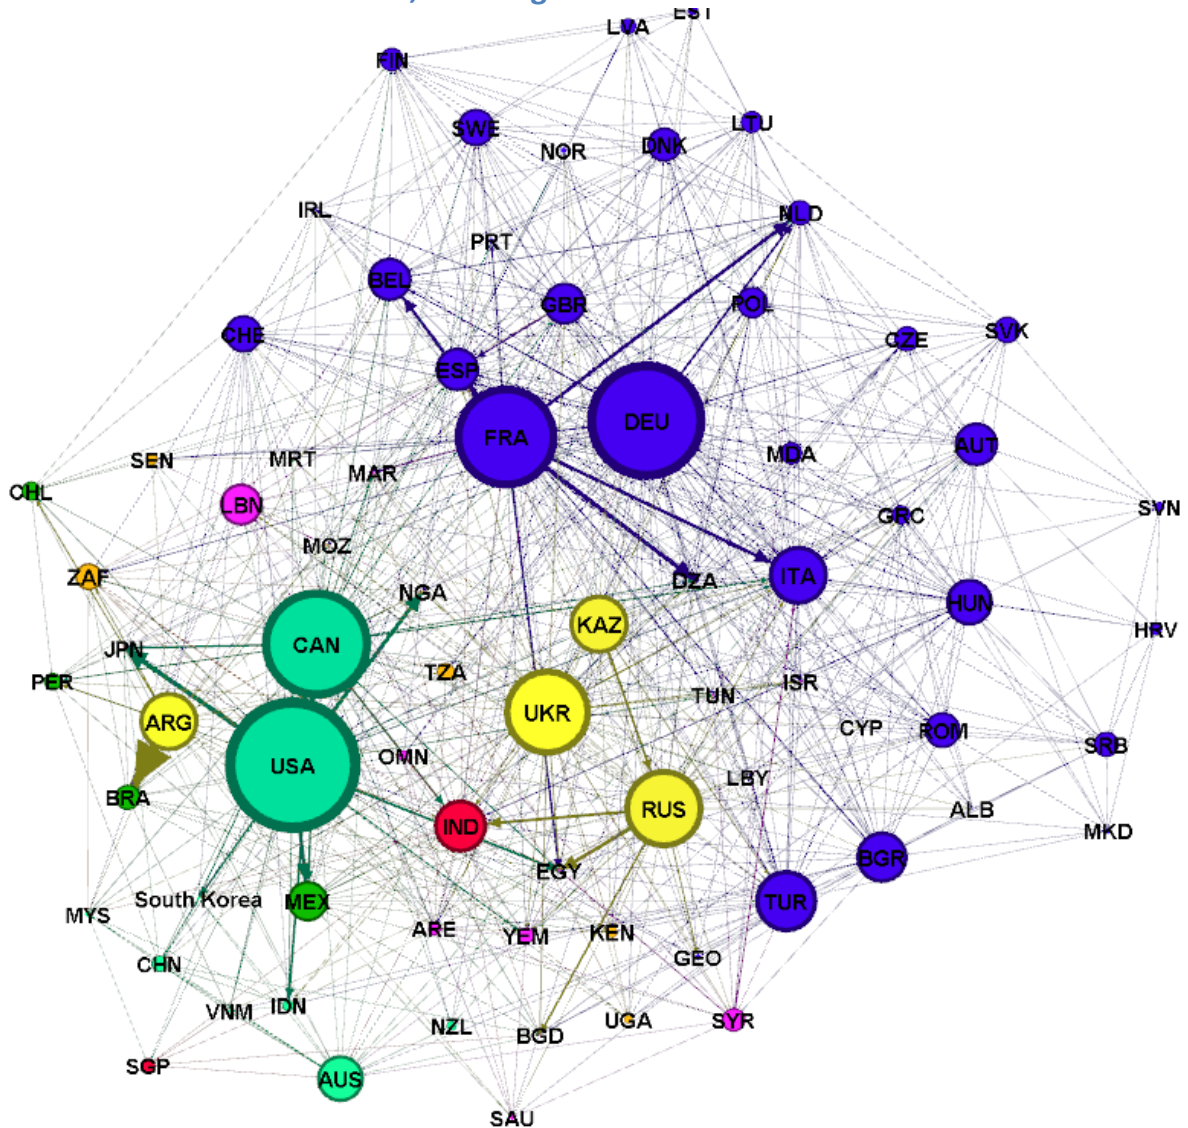 EST
LVA
FIN
SWE
LTU
NOR
DNK
IRL
NLD
PRT
BEL
GBR
POL
CHE
CZE
SVK
ESP
FRA
DEU
AUT
SEN
MRT
MAR
MDA
CHL
LBN
SVN
GRC
MOZ
ZAF
NGA
DZA
ITA
HUN
KAZ
CAN
HRV
JPN
TZA
PER
TUN
ISR
ARG
UKR
CYP
ROM
SRB
USA
OMN
LBY
BRA
RUS
ALB
IND
MKD
EGY
BGR
South Korea
MEX
TUR
MYS
ARE
YEM
KEN
GEO
CHN
VNM
IDN
NZL
BGD
UGA
SYR
SGP
AUS
SAU